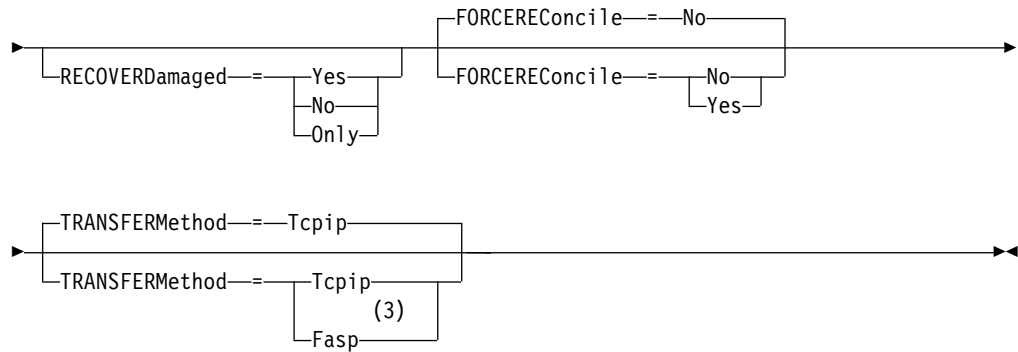 FORCEREConcile = No
RECOVERDamaged = Yes FORCEREConcile = No
No Yes
Only
TRANSFERMethod = Tcpip
TRANSFERMethod = Tcpip
(3)
Fasp